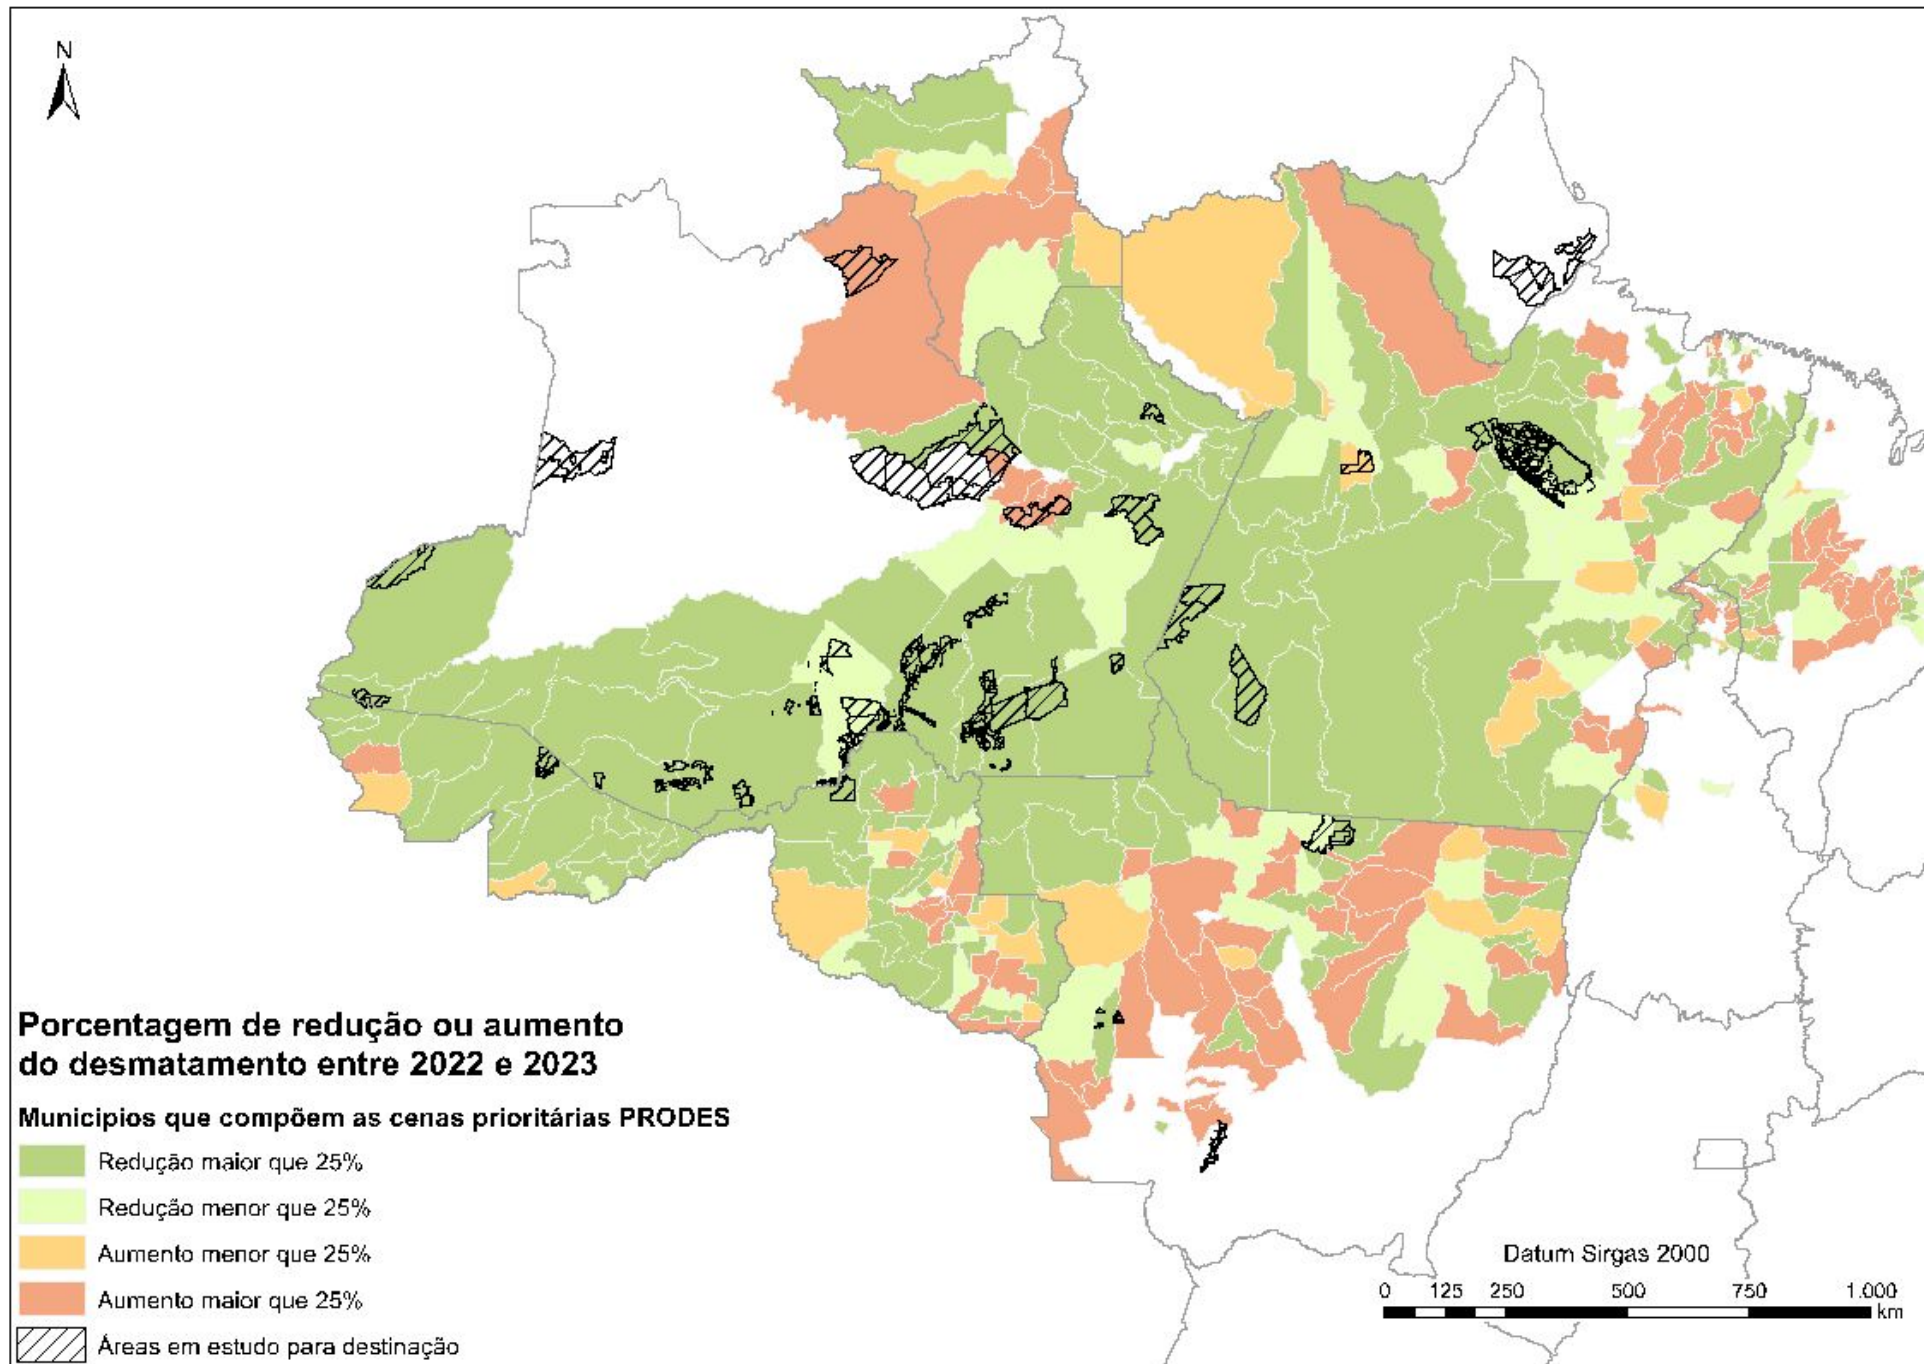 N
Porcentagem de redução ou aumento
do desmatamento entre 2022 e 2023
Municipios que compõem as cenas prioritárias PRODES
Redução maior que 25%
Redução menor que 25%
Aumento menor que 25%
Aumento maior que 25%
Áreas em estudo para destinação
Datum Sirgas 2000
0 125 250 500 750 1.000
km